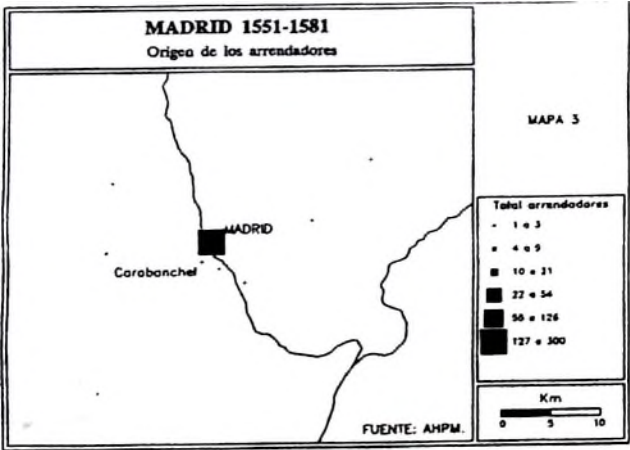 MADRID 1551-1581
Origen de los arrendadores
MAPA 3
MADRID
Carabanchel
Total arrendadores
1 a 3
4 a 9
10 a 21
22 a 54
55 a 126
127 a 300
Km
0 5 10
FUENTE: AHPM.